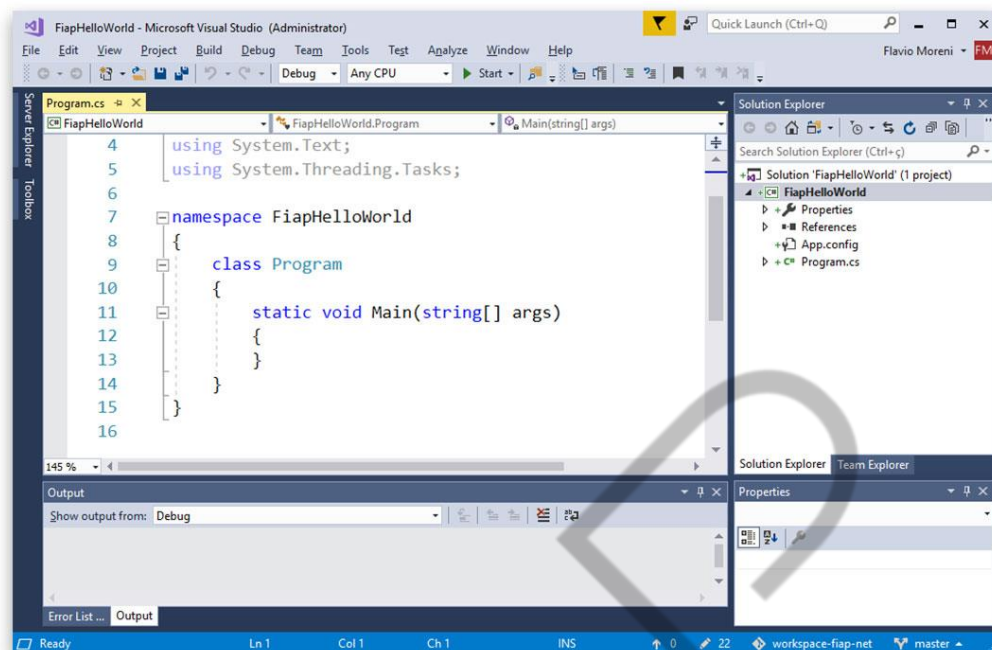 FiapHelloWorld - Microsoft Visual Studio (Administrator)
Quick Launch (Ctrl+Q)
File Edit View Project Build Debug Team Tools Test Analyze Window Help
Flavio Moreni
FM
Debug Any CPU Start
Server Explorer
Toolbox
Program.cs
FiapHelloWorld FiapHelloWorld.Program Main(string[] args)
4 using System.Text;
5 using System.Threading.Tasks;
6
7 namespace FiapHelloWorld
8 {
9 class Program
10 {
11 static void Main(string[] args)
12 {
13 }
14 }
15 }
16
145 %
Solution Explorer
Search Solution Explorer (Ctrl+ç)
Solution 'FiapHelloWorld' (1 project)
FiapHelloWorld
Properties
References
App.config
Program.cs
Solution Explorer Team Explorer
Output
Show output from: Debug
Error List ... Output
Properties
Ready Ln 1 Col 1 Ch 1 INS 0 22 workspace-fiap-net master